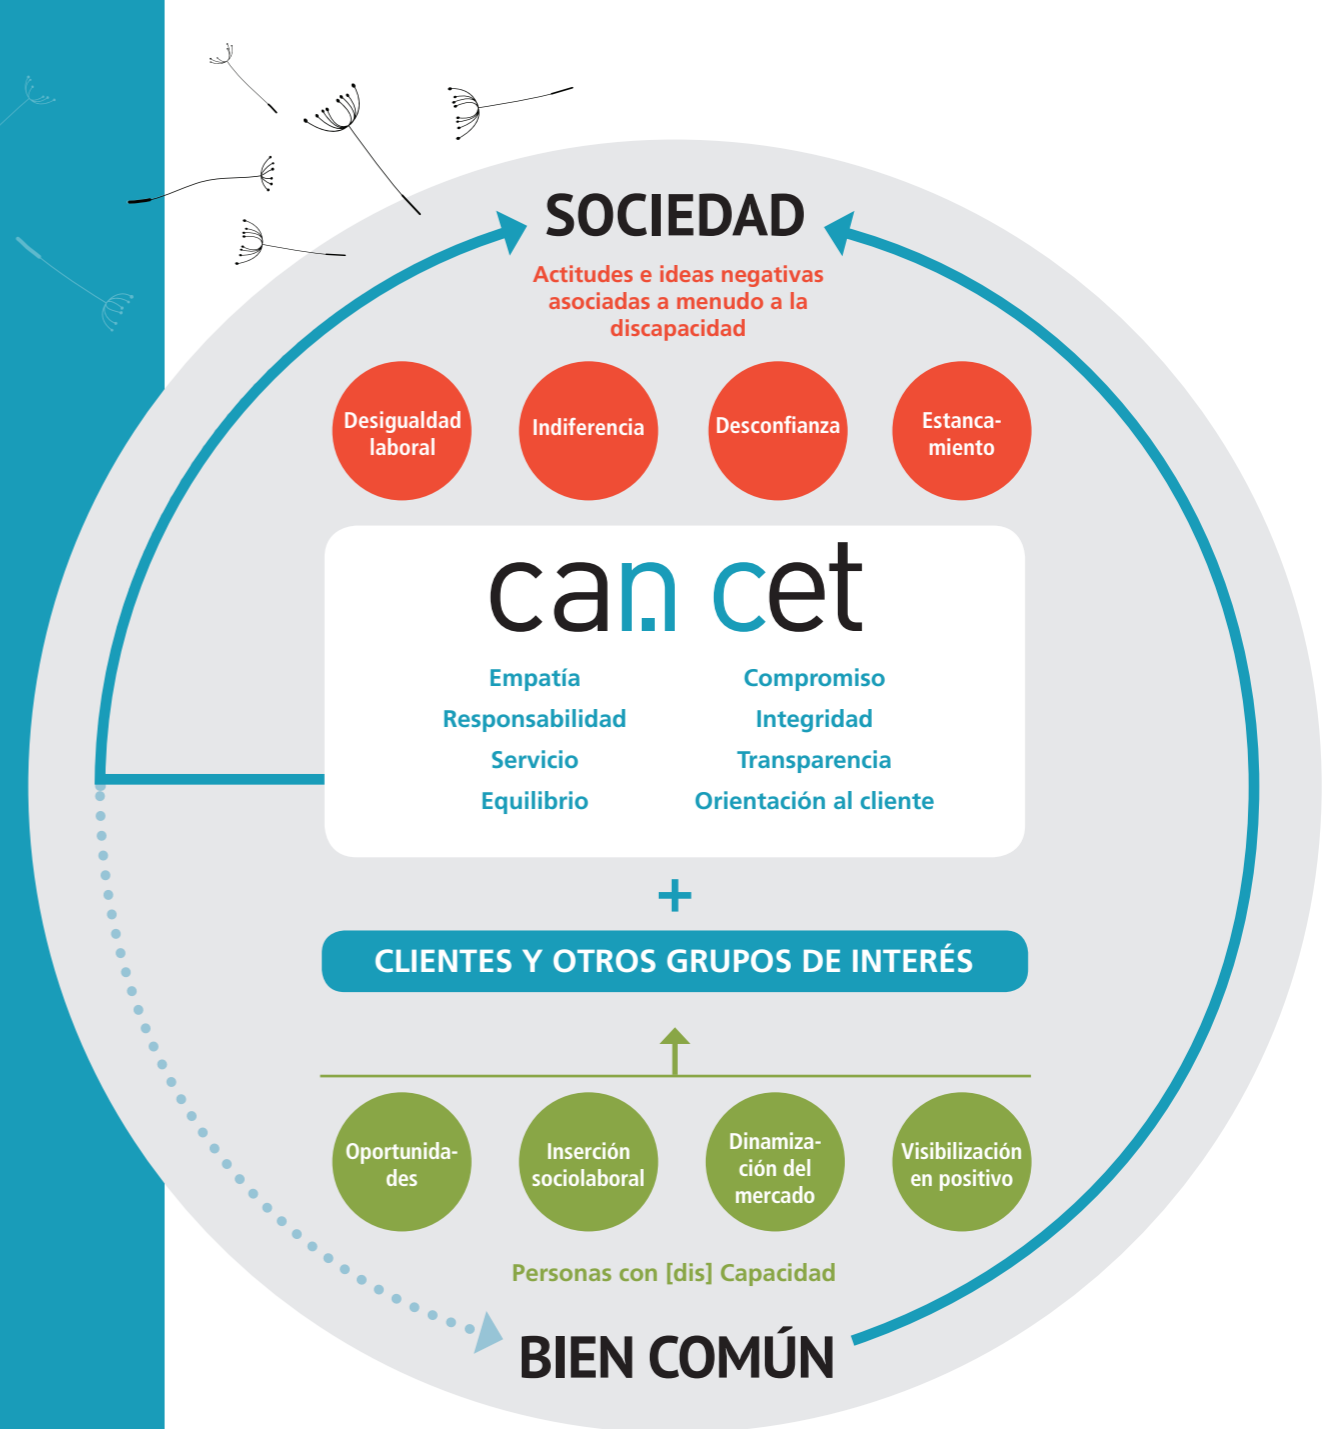 SOCIEDAD
Actitudes e ideas negativas
asociadas a menudo a la
discapacidad
Desigualdad
laboral
Indiferencia
Desconfianza
Estanca-
miento
can cet
Empatía
Responsabilidad
Servicio
Equilibrio
Compromiso
Integridad
Transparencia
Orientación al cliente
+
CLIENTES Y OTROS GRUPOS DE INTERÉS
Oportunida-
des
Inserción
sociolaboral
Dinamiza-
ción del
mercado
Visibilización
en positivo
Personas con [dis] Capacidad
BIEN COMÚN